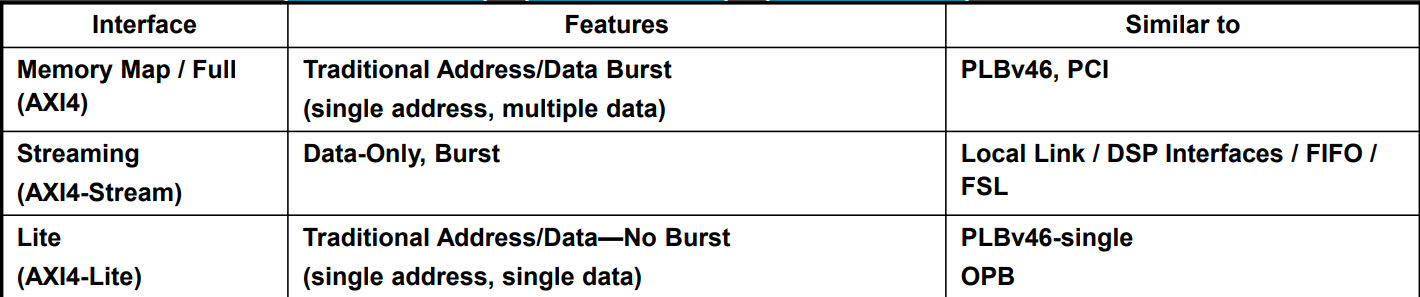 Interface Features Similar to
Memory Map / Full Traditional Address/Data Burst PLBv46, PCI
(AXI4) (single address, multiple data)
Streaming Data-Only, Burst Local Link / DSP Interfaces / FIFO /
(AXI4-Stream) FSL
Lite Traditional Address/Data—No Burst PLBv46-single
(AXI4-Lite) (single address, single data) OPB